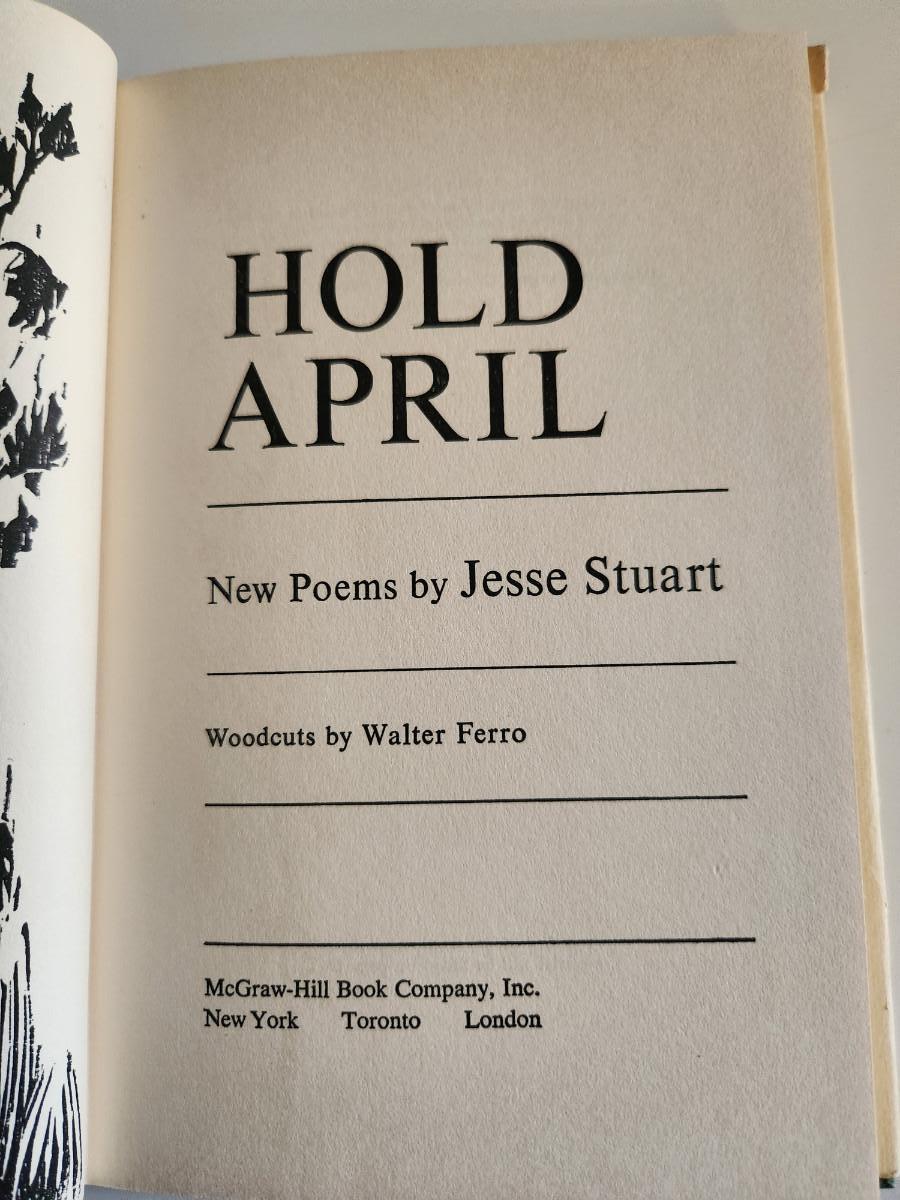 HOLD
APRIL
New Poems by Jesse Stuart
Woodcuts by Walter Ferro
McGraw-Hill Book Company, Inc.
New York Toronto London